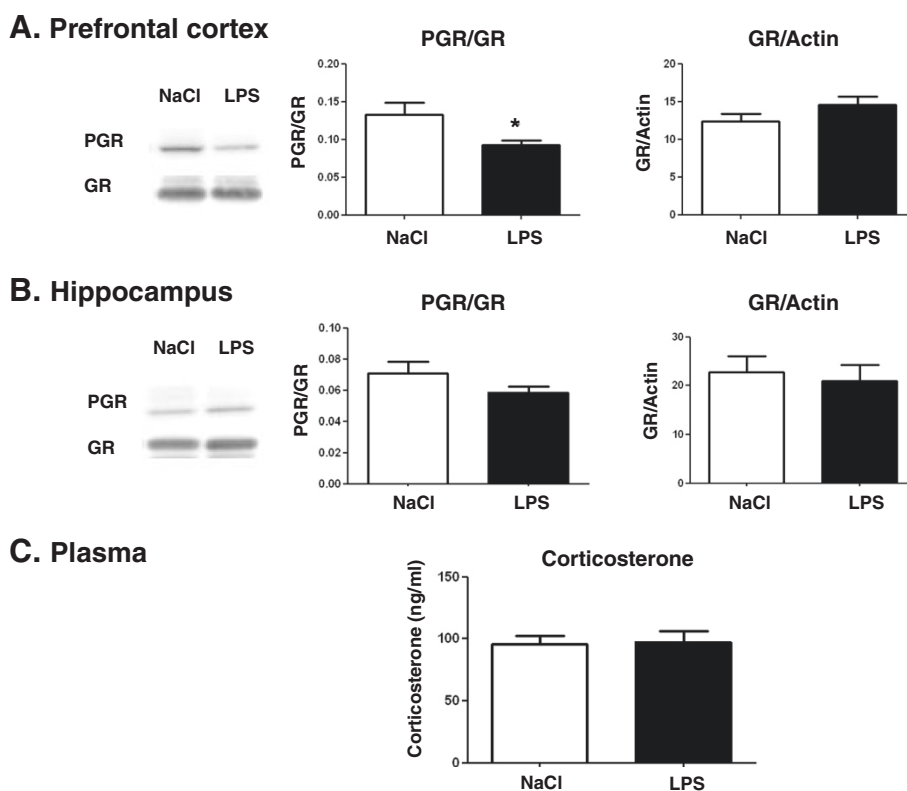 A. Prefrontal cortex
NaCl LPS
PGR
GR
PGR/GR
PGR/GR
0.20
0.15
0.10
0.05
0.00
*
NaCl LPS
GR/Actin
GR/Actin
20
15
10
5
0
NaCl LPS
B. Hippocampus
NaCl LPS
PGR
GR
PGR/GR
PGR/GR
0.10
0.08
0.06
0.04
0.02
0.00
NaCl LPS
GR/Actin
GR/Actin
30
20
10
0
NaCl LPS
C. Plasma
Corticosterone
Corticosterone (ng/ml)
150
100
50
0
NaCl LPS